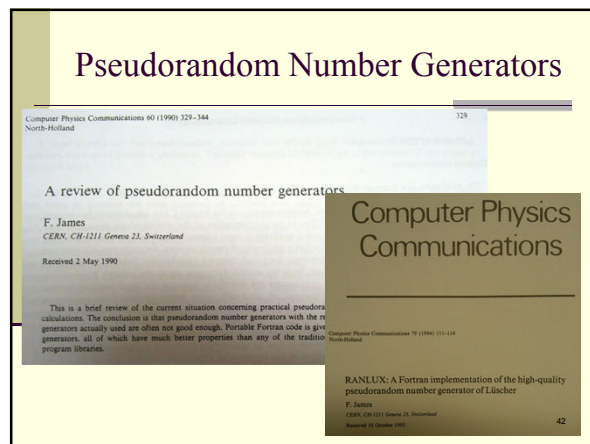 Pseudorandom Number Generators
Computer Physics Communications 60 (1990) 329-344
329
North-Holland
A review of pseudorandom number generators
F. James
CERN, CH-1211 Geneva 23, Switzerland
Received 2 May 1990
This is a brief review of the current situation concerning practical pseudora
calculations. The conclusion is that pseudorandom number generators with the re
generators actually used are often not good enough. Portable Fortran code is give
generators, all of which have much better properties than any of the traditio
program libraries.
Computer Physics
Communications
Computer Physics Communications 79 (1994) 111-114
North-Holland
RANLUX: A Fortran implementation of the high-quality
pseudorandom number generator of Lüscher
F. James
CERN, CH-1211 Geneva 23, Switzerland
Received 10 October 1993
42